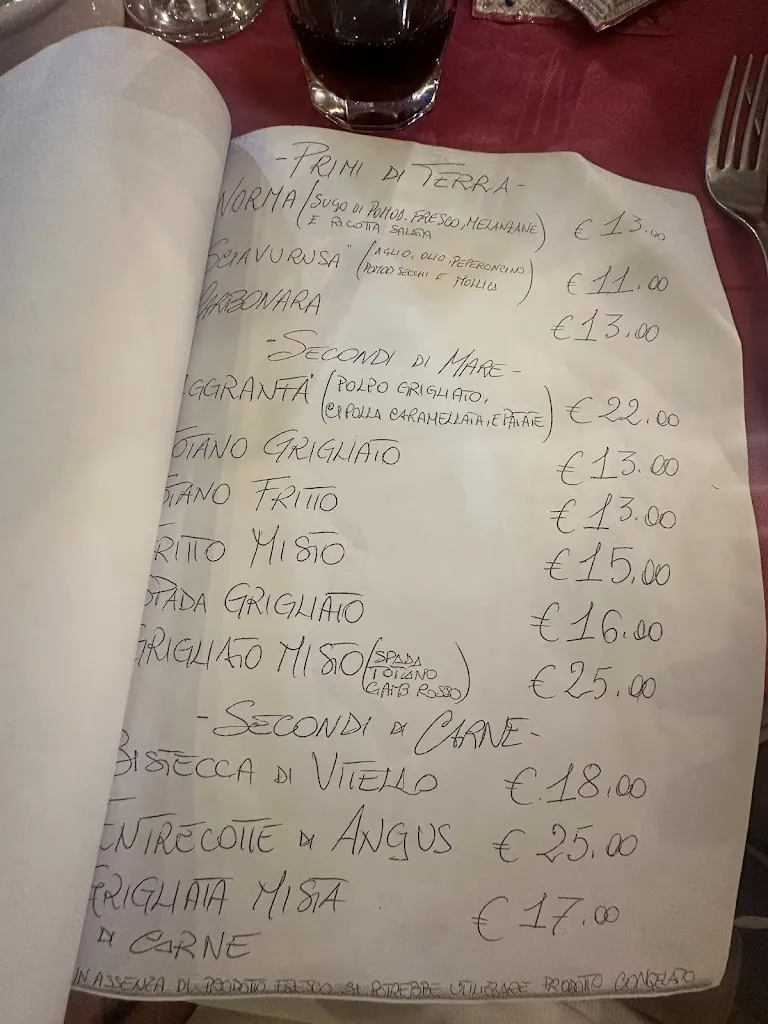 - PRIMI DI TERRA -
NORMA (SUGO DI POMOD. FRESCO, MELANZANE
E RICOTTA SALATA) € 13.00
SCIAVURUSA" (AGLIO, OLIO, PEPERONCINO
POMOD SECCHI E MOLLICA) € 11.00
CARBONARA € 13.00
- SECONDI DI MARE -
AGGRANTA" (POLPO GRIGLIATO,
CIPOLLA CARAMELLATA, E PATATE) € 22.00
TOTANO GRIGLIATO € 13.00
TOTANO FRITTO € 13.00
FRITTO MISTO € 15.00
SPADA GRIGLIATO € 16.00
GRIGLIATO MISTO (SPADA
TOTANO
GAMB. ROSSO) € 25.00
- SECONDI DI CARNE -
BISTECCA DI VITELLO € 18.00
ENTRECOTTE DI ANGUS € 25.00
GRIGLIATA MISTA
DI CARNE € 17.00
IN ASSENZA DI PRODOTTO FRESCO SI POTREBBE UTILIZZARE PRODOTTO CONGELATO